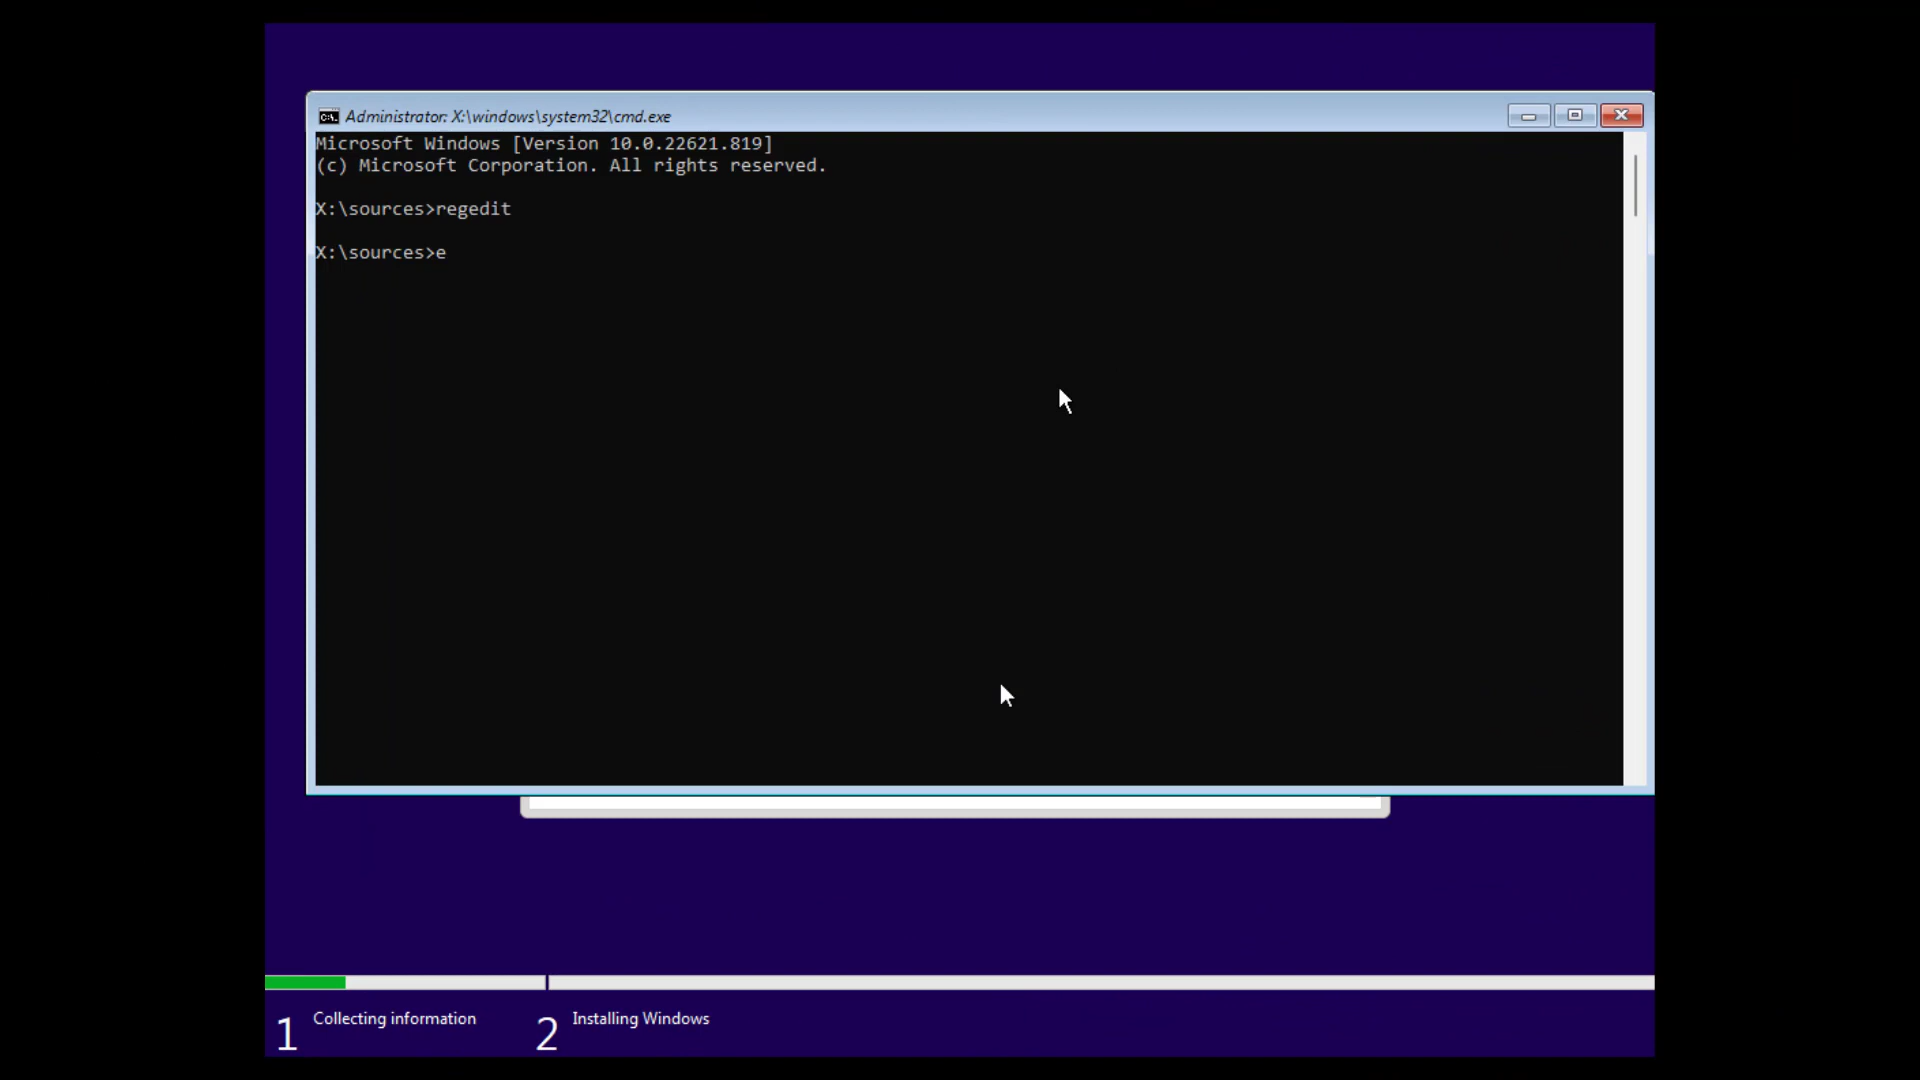 Administrator: X:\windows\system32\cmd.exe
Microsoft Windows [Version 10.0.22621.819]
(c) Microsoft Corporation. All rights reserved.
X:\sources>regedit
X:\sources>e
1 Collecting information 2 Installing Windows